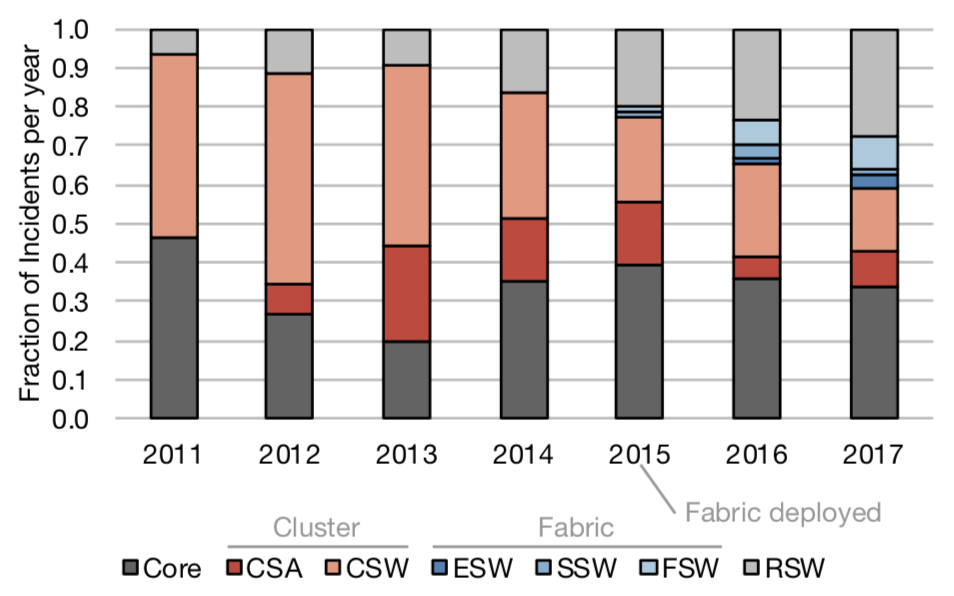 Fraction of Incidents per year
1.0
0.9
0.8
0.7
0.6
0.5
0.4
0.3
0.2
0.1
0.0
2011 2012 2013 2014 2015 2016 2017
Fabric deployed
Cluster Fabric
Core CSA CSW ESW SSW FSW RSW